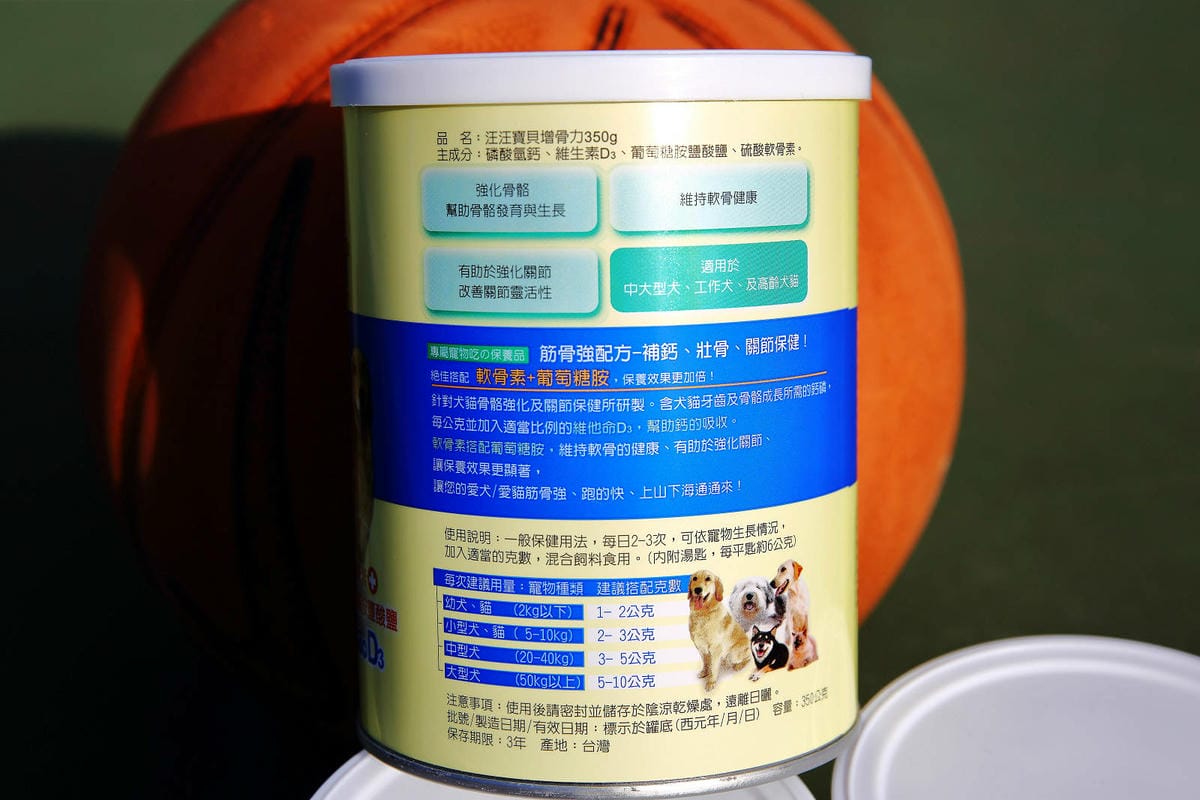 品　名：汪汪寶貝增骨力350g
主成分：磷酸氫鈣、維生素D₃、葡萄糖胺鹽酸鹽、硫酸軟骨素。
強化骨骼
幫助骨骼發育與生長
維持軟骨健康
有助於強化關節
改善關節靈活性
適用於
中大型犬、工作犬、及高齡犬貓
專屬寵物吃の保養品 筋骨強配方-補鈣、壯骨、關節保健！
絕佳搭配 軟骨素+葡萄糖胺，保養效果更加倍！
針對犬貓骨骼強化及關節保健所研製。含犬貓牙齒及骨骼成長所需的鈣磷，
每公克並加入適當比例的維他命D₃，幫助鈣的吸收。
軟骨素搭配葡萄糖胺，維持軟骨的健康、有助於強化關節、
讓保養效果更顯著，
讓您的愛犬/愛貓筋骨強、跑的快、上山下海通通來！
使用說明：一般保健用法，每日2-3次，可依寵物生長情況，
加入適當的克數，混合飼料食用。(內附湯匙，每平匙約6公克)
每次建議用量：寵物種類 建議搭配克數
幼犬、貓 (2kg以下) 1- 2公克
小型犬、貓 ( 5-10kg) 2- 3公克
中型犬 (20-40kg) 3- 5公克
大型犬 (50kg以上) 5-10公克
注意事項：使用後請密封並儲存於陰涼乾燥處，遠離日曬。
批號/製造日期/有效日期：標示於罐底(西元年/月/日) 容量：350公克
保存期限：3年 產地：台灣
酸鹽
D₃